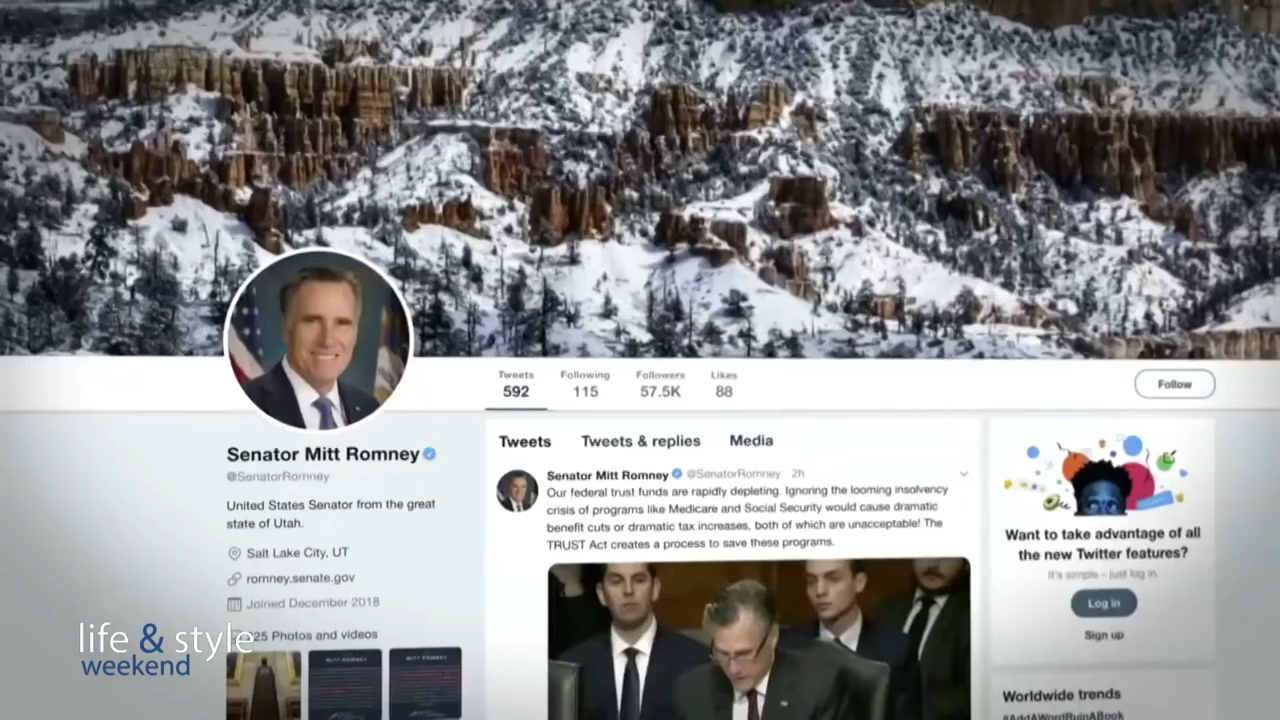 Tweets
592
Following
115
Followers
57.5K
Likes
88
Follow
Senator Mitt Romney
@SenatorRomney
United States Senator from the great
state of Utah.
Salt Lake City, UT
romney.senate.gov
Joined December 2018
25 Photos and videos
MITT ROMNEY
MITT ROMNEY
Tweets
Tweets & replies
Media
Senator Mitt Romney @SenatorRomney · 2h
Our federal trust funds are rapidly depleting. Ignoring the looming insolvency
crisis of programs like Medicare and Social Security would cause dramatic
benefit cuts or dramatic tax increases, both of which are unacceptable! The
TRUST Act creates a process to save these programs.
Want to take advantage of all
the new Twitter features?
It's simple – just log in.
Log in
Sign up
Worldwide trends
#AddAWordRuinABook
life & style
weekend